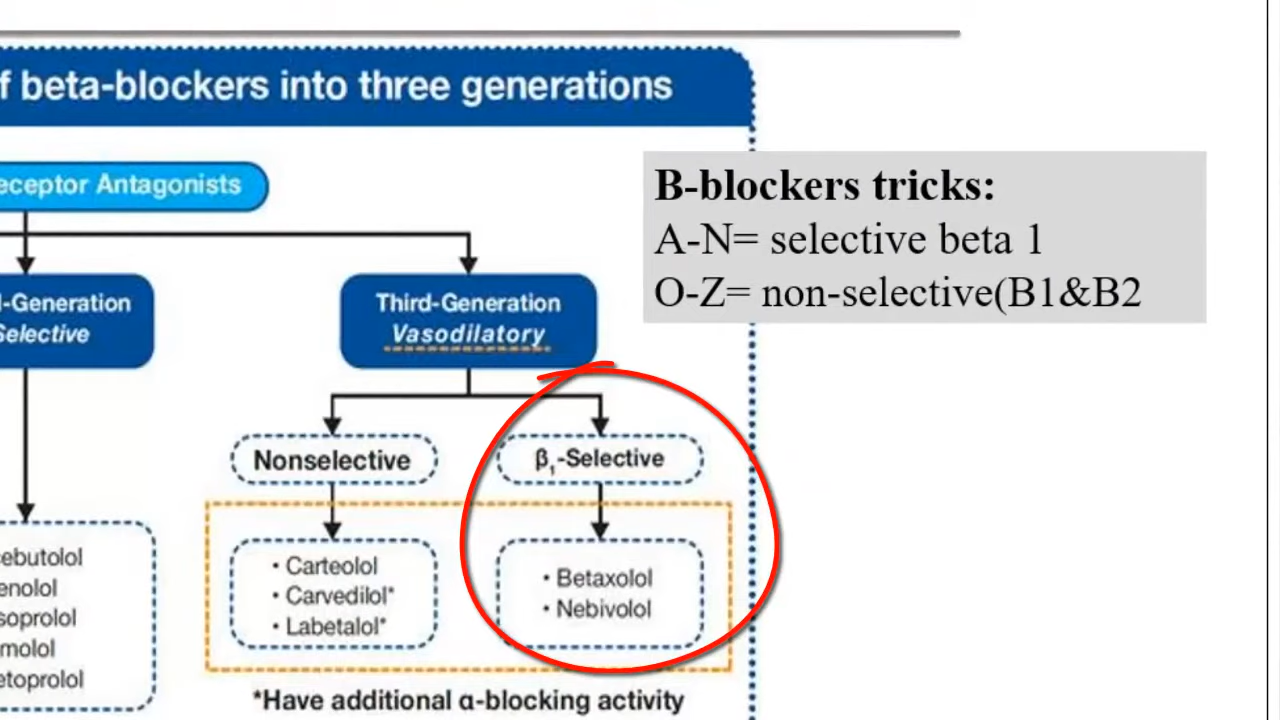 f beta-blockers into three generations
eceptor Antagonists
B-blockers tricks:
A-N= selective beta 1
O-Z= non-selective(B1&B2
l-Generation
Selective
Third-Generation
Vasodilatory
Nonselective
β₁-Selective
ebutolol
enolol
soprolol
molol
etoprolol
• Carteolol
• Carvedilol*
• Labetalol*
• Betaxolol
• Nebivolol
*Have additional α-blocking activity